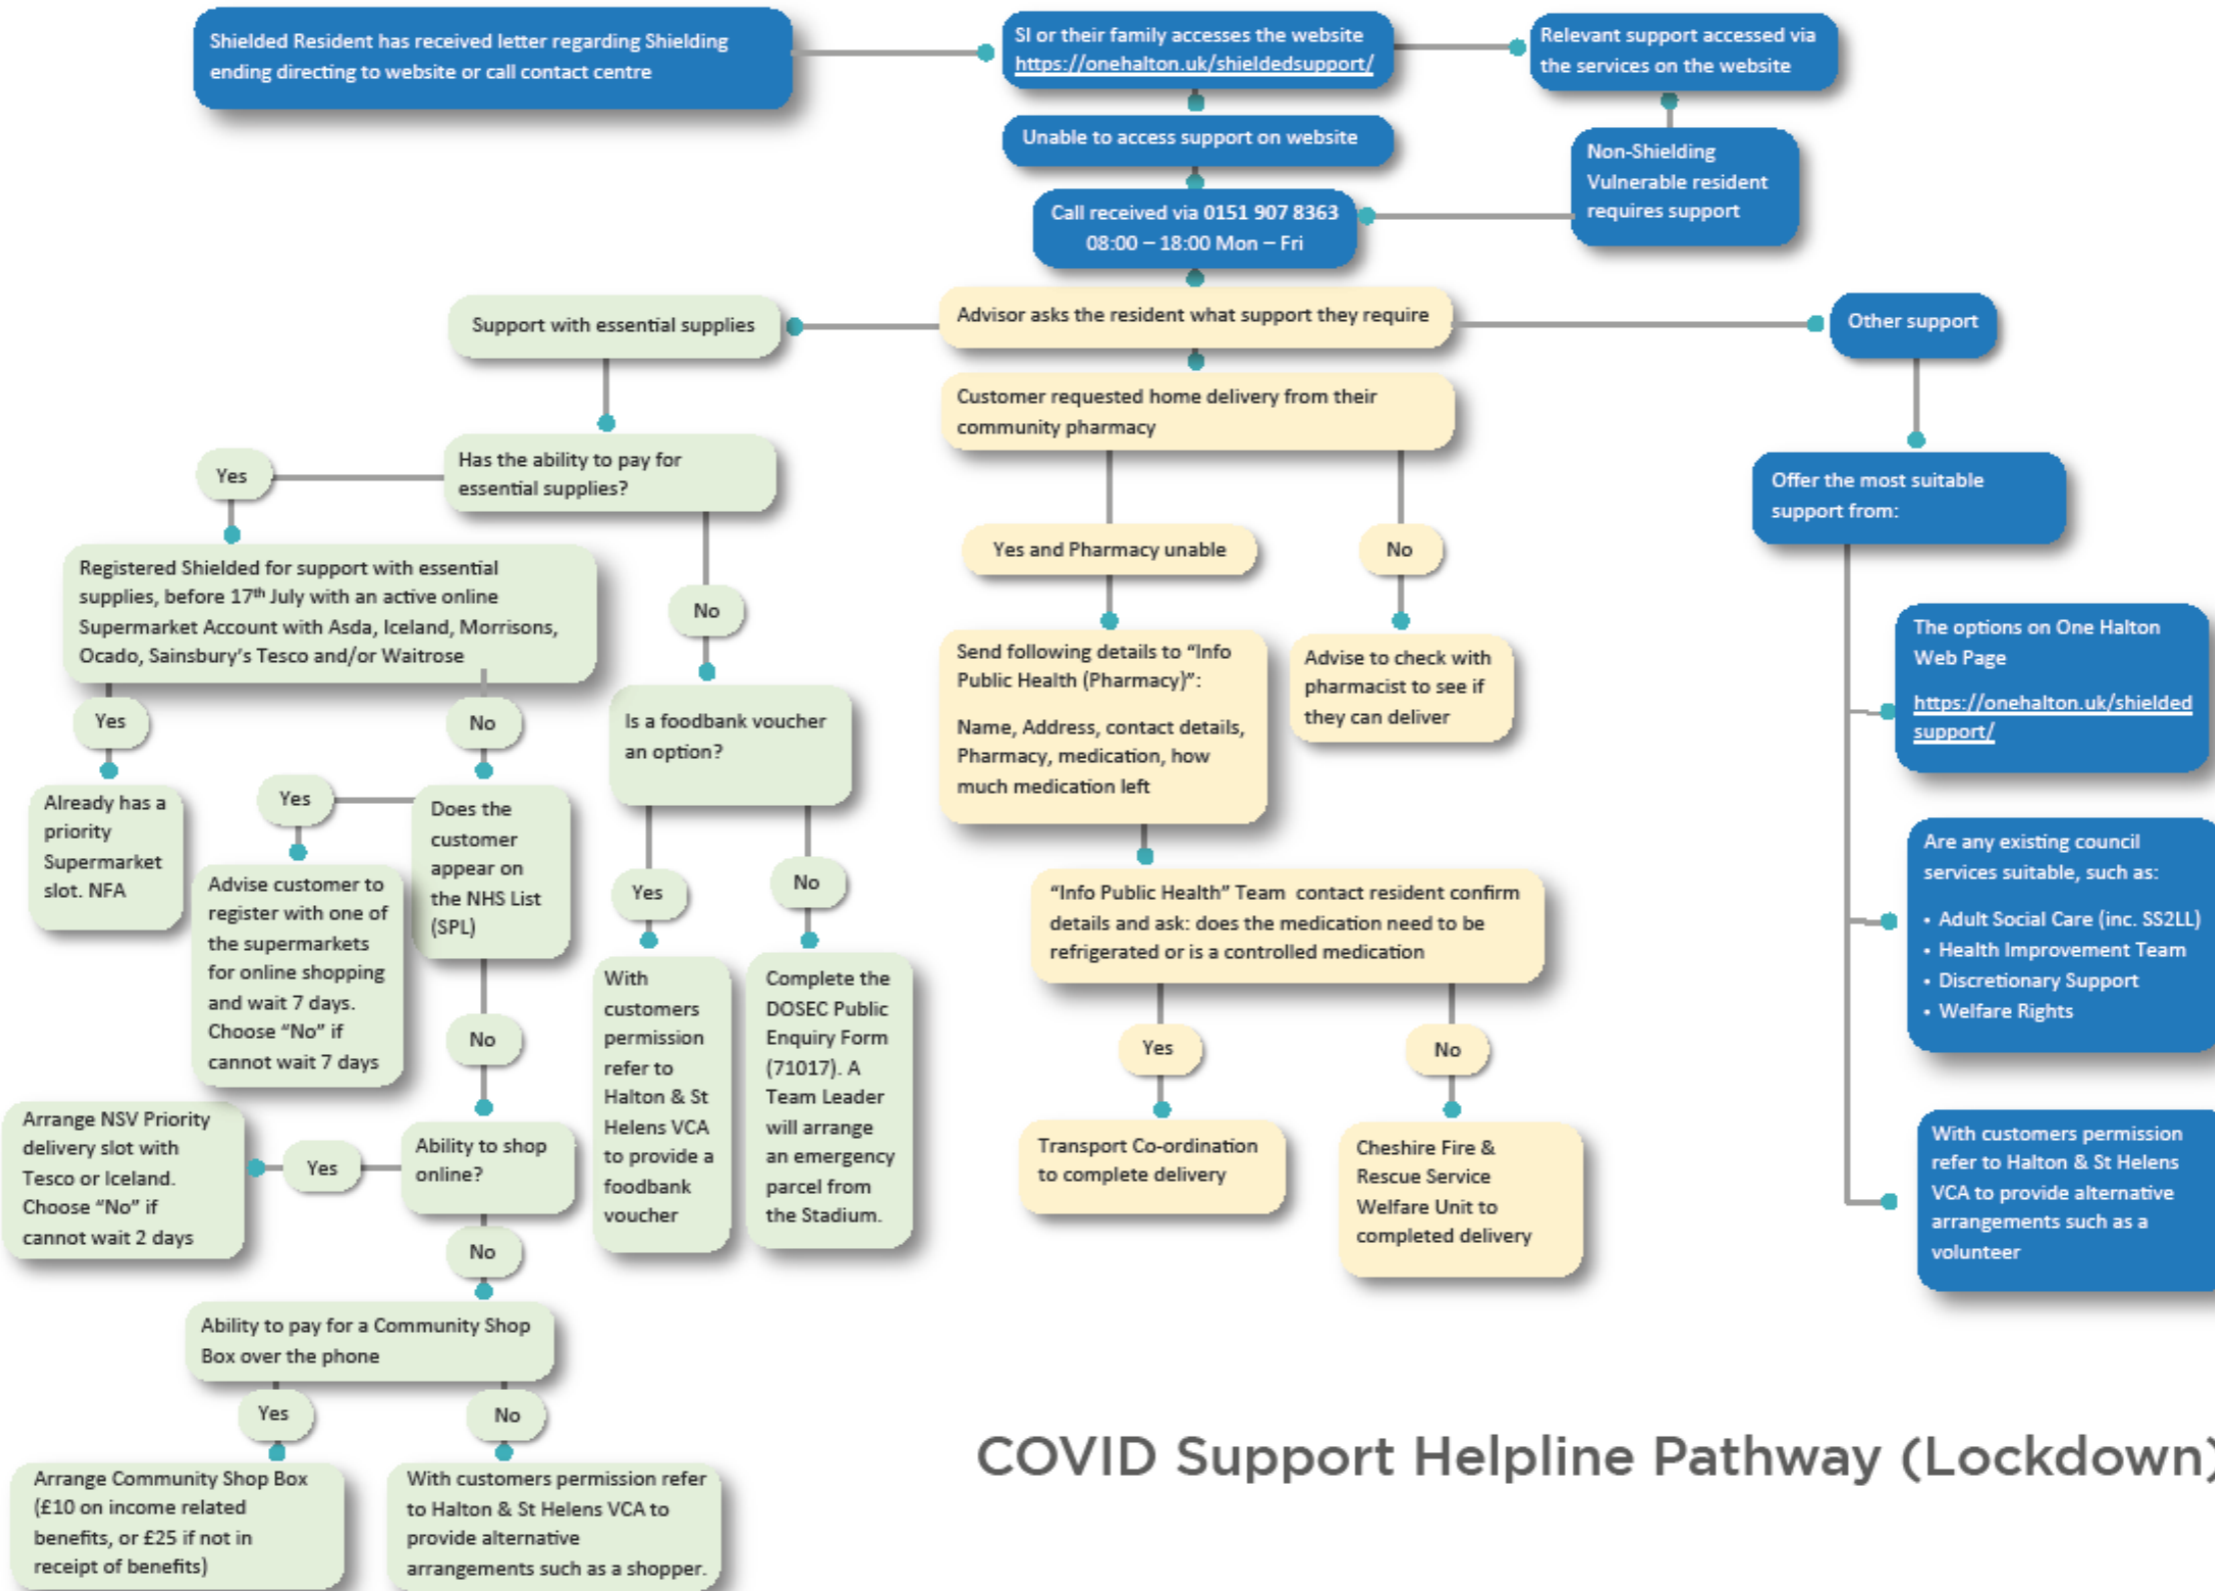 Shielded Resident has received letter regarding Shielding
ending directing to website or call contact centre
SI or their family accesses the website
https://onehalton.uk/shieldedsupport/
Relevant support accessed via
the services on the website
Unable to access support on website
Non-Shielding
Vulnerable resident
requires support
Call received via 0151 907 8363
08:00 – 18:00 Mon – Fri
Advisor asks the resident what support they require
Support with essential supplies
Other support
Customer requested home delivery from their
community pharmacy
Has the ability to pay for
essential supplies?
Yes
Registered Shielded for support with essential
supplies, before 17th July with an active online
Supermarket Account with Asda, Iceland, Morrisons,
Ocado, Sainsbury's Tesco and/or Waitrose
No
Yes
Already has a
priority
Supermarket
slot. NFA
No
Does the
customer
appear on
the NHS List
(SPL)
Yes
Advise customer to
register with one of
the supermarkets
for online shopping
and wait 7 days.
Choose “No” if
cannot wait 7 days
No
Ability to shop
online?
Yes
Arrange NSV Priority
delivery slot with
Tesco or Iceland.
Choose “No” if
cannot wait 2 days
No
Ability to pay for a Community Shop
Box over the phone
Yes
Arrange Community Shop Box
(£10 on income related
benefits, or £25 if not in
receipt of benefits)
No
With customers permission refer
to Halton & St Helens VCA to
provide alternative
arrangements such as a shopper.
Is a foodbank voucher
an option?
Yes
With
customers
permission
refer to
Halton & St
Helens VCA
to provide a
foodbank
voucher
No
Complete the
DOSEC Public
Enquiry Form
(71017). A
Team Leader
will arrange
an emergency
parcel from
the Stadium.
Yes and Pharmacy unable
Send following details to “Info
Public Health (Pharmacy)”:
Name, Address, contact details,
Pharmacy, medication, how
much medication left
No
Advise to check with
pharmacist to see if
they can deliver
“Info Public Health” Team  contact resident confirm
details and ask: does the medication need to be
refrigerated or is a controlled medication
Yes
Transport Co-ordination
to complete delivery
No
Cheshire Fire &
Rescue Service
Welfare Unit to
completed delivery
Offer the most suitable
support from:
The options on One Halton
Web Page
https://onehalton.uk/shielded
support/
Are any existing council
services suitable, such as:
• Adult Social Care (inc. SS2LL)
• Health Improvement Team
• Discretionary Support
• Welfare Rights
With customers permission
refer to Halton & St Helens
VCA to provide alternative
arrangements such as a
volunteer
COVID Support Helpline Pathway (Lockdown)